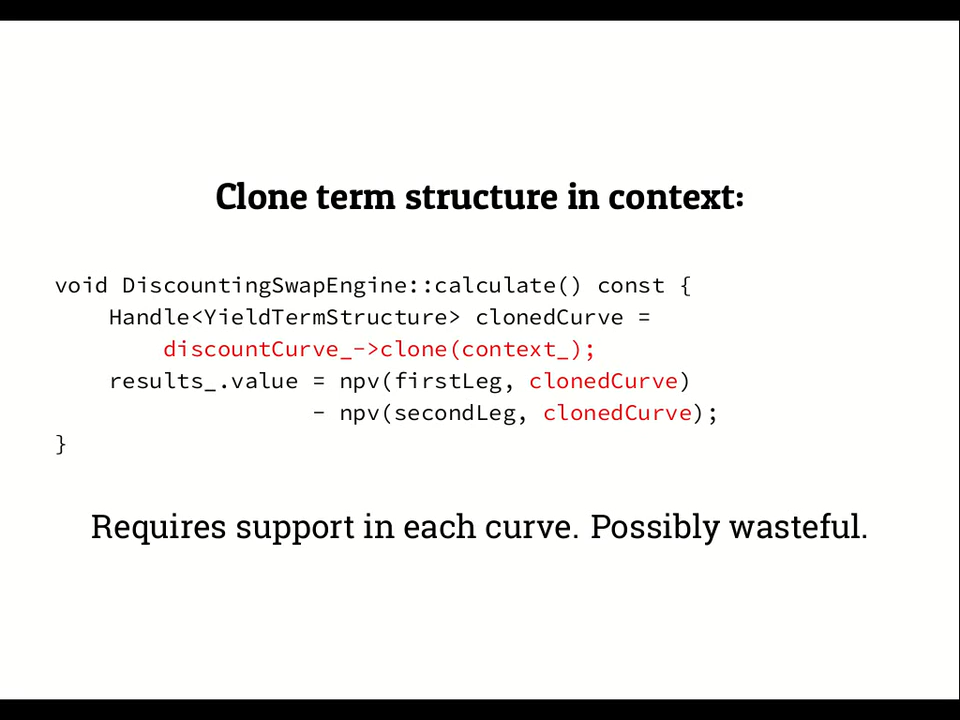 Clone term structure in context:
void DiscountingSwapEngine::calculate() const {
    Handle<YieldTermStructure> clonedCurve =
        discountCurve_->clone(context_);
    results_.value = npv(firstLeg, clonedCurve)
                   - npv(secondLeg, clonedCurve);
}
Requires support in each curve. Possibly wasteful.